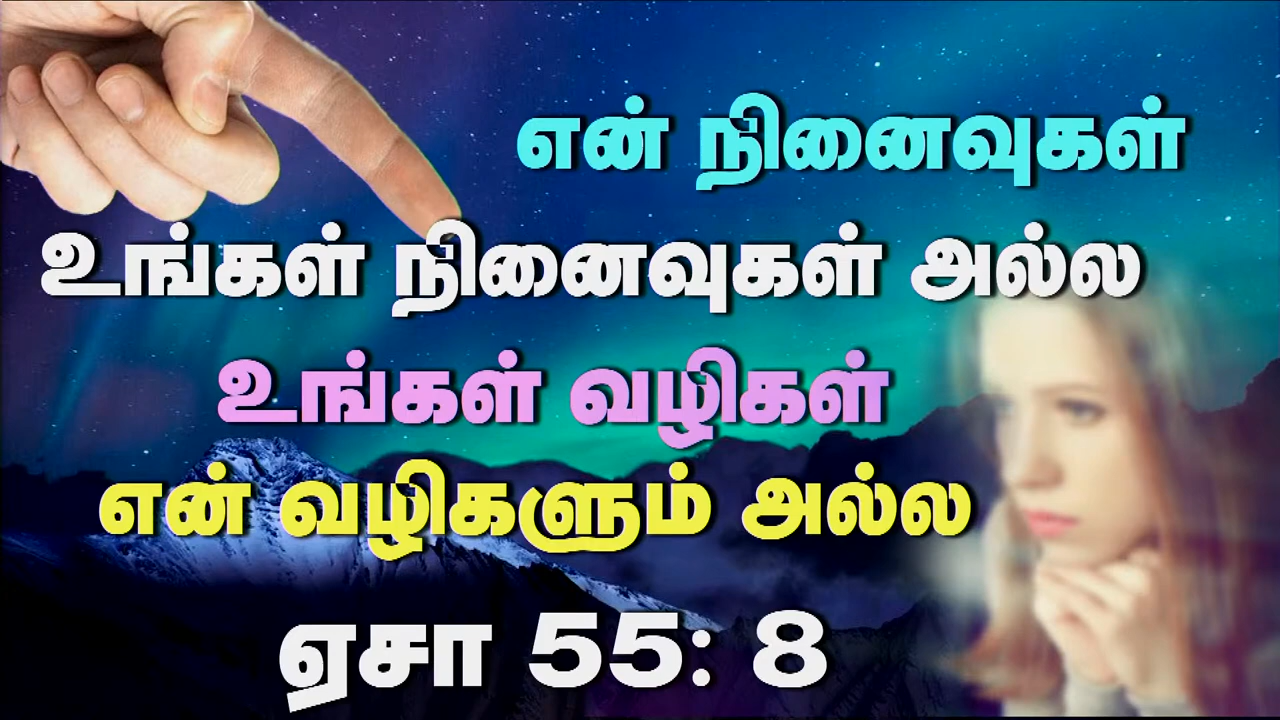 என் நினைவுகள்
உங்கள் நினைவுகள் அல்ல
உங்கள் வழிகள்
என் வழிகளும் அல்ல
ஏசா 55: 8